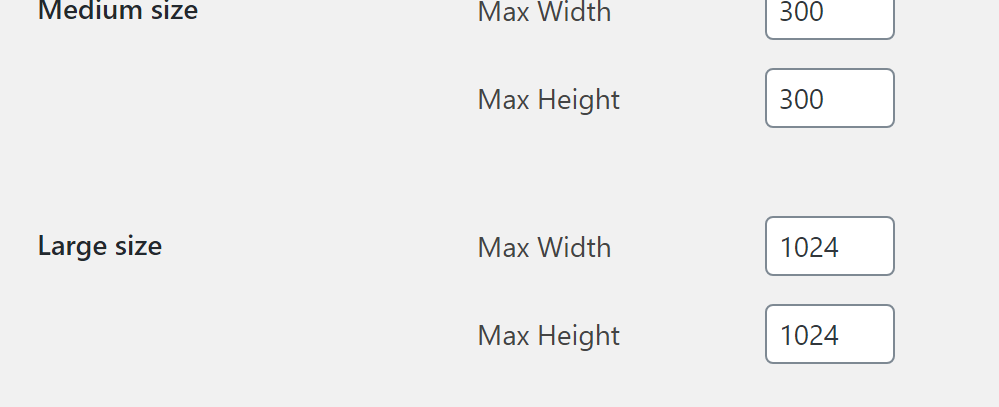 Medium size Max Width 300
Max Height 300
Large size Max Width 1024
Max Height 1024